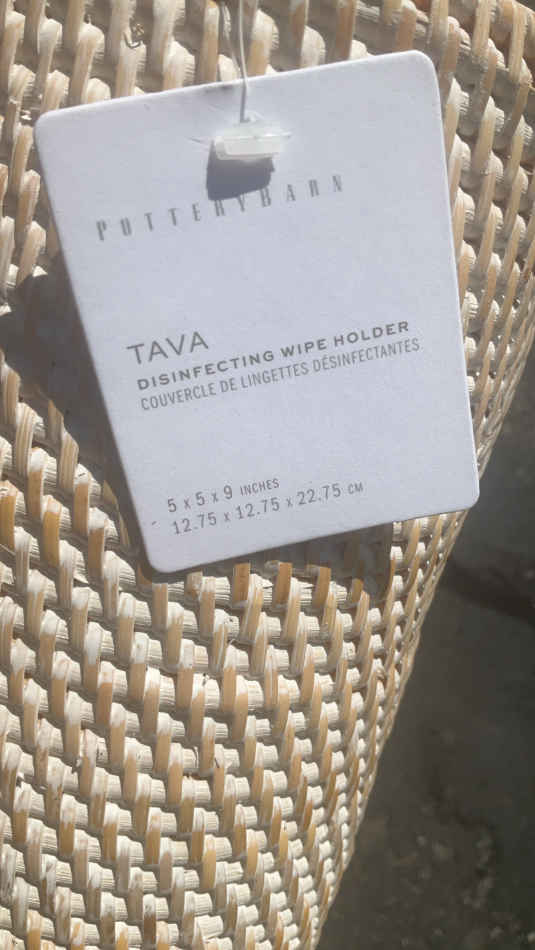 POTTERYBARN
TAVA
DISINFECTING WIPE HOLDER
COUVERCLE DE LINGETTES DÉSINFECTANTES
5 x 5 x 9 INCHES
12.75 x 12.75 x 22.75 CM